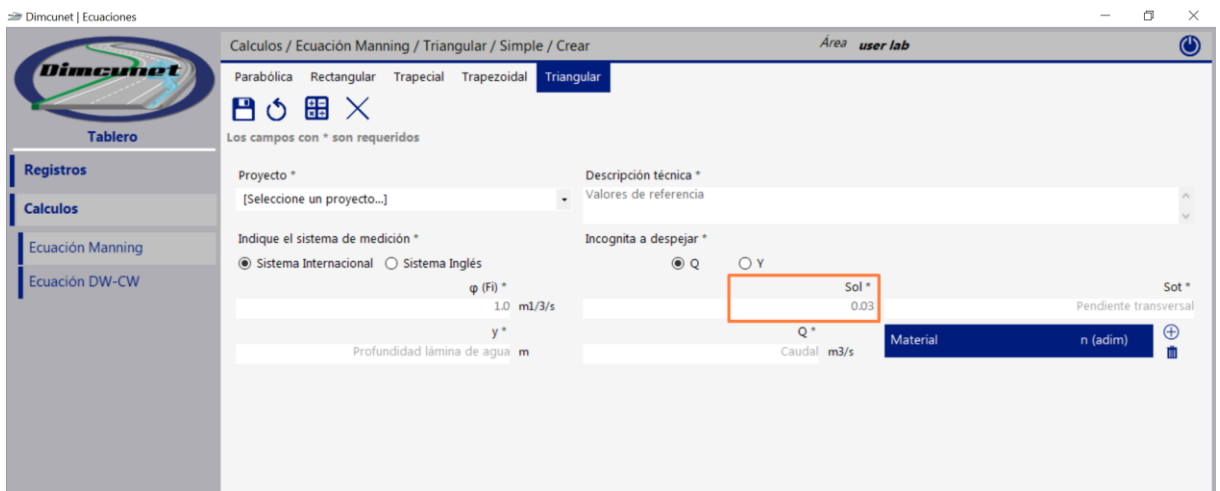 Dimcunet | Ecuaciones
Dimcunet
Tablero
Registros
Calculos
Ecuación Manning
Ecuación DW-CW
Calculos / Ecuación Manning / Triangular / Simple / Crear
Área user lab
Parabólica Rectangular Trapecial Trapezoidal Triangular
Los campos con * son requeridos
Proyecto *
[Seleccione un proyecto...]
Descripción técnica *
Valores de referencia
Indique el sistema de medición *
Sistema Internacional Sistema Inglés
Incognita a despejar *
Q Y
φ (Fi) *
1.0 m1/3/s
Sol *
0.03
Sot *
Pendiente transversal
y *
Profundidad lámina de agua m
Q *
Caudal m3/s
Material n (adim)